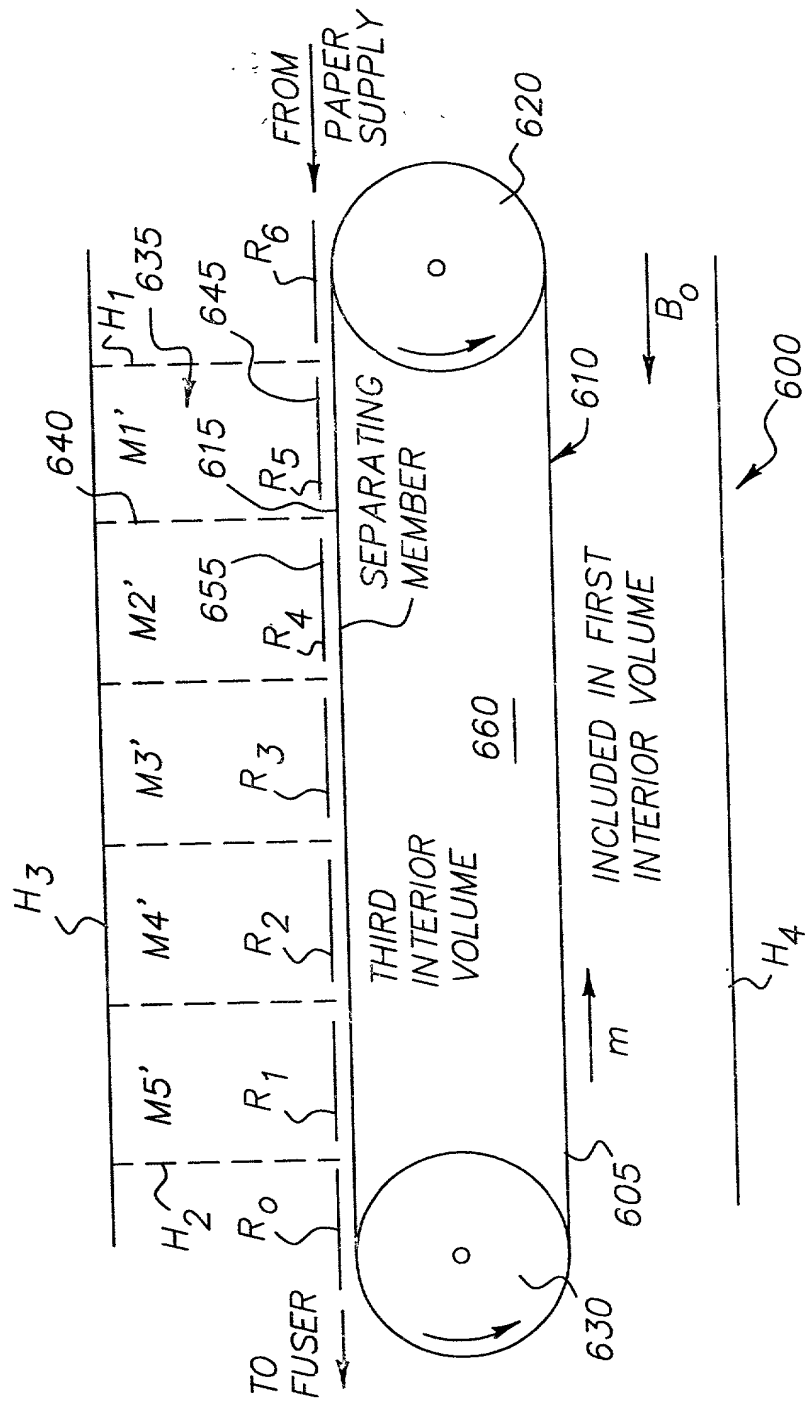 H3
640
H1
635
M5'
M4'
M3'
M2'
M1'
H2
615
645
655
R0
R1
R2
R3
R4
R5
R6
FROM
PAPER
SUPPLY
TO
FUSER
SEPARATING
MEMBER
THIRD
INTERIOR
VOLUME
660
620
630
605
m
610
B0
INCLUDED IN FIRST
INTERIOR VOLUME
H4
600